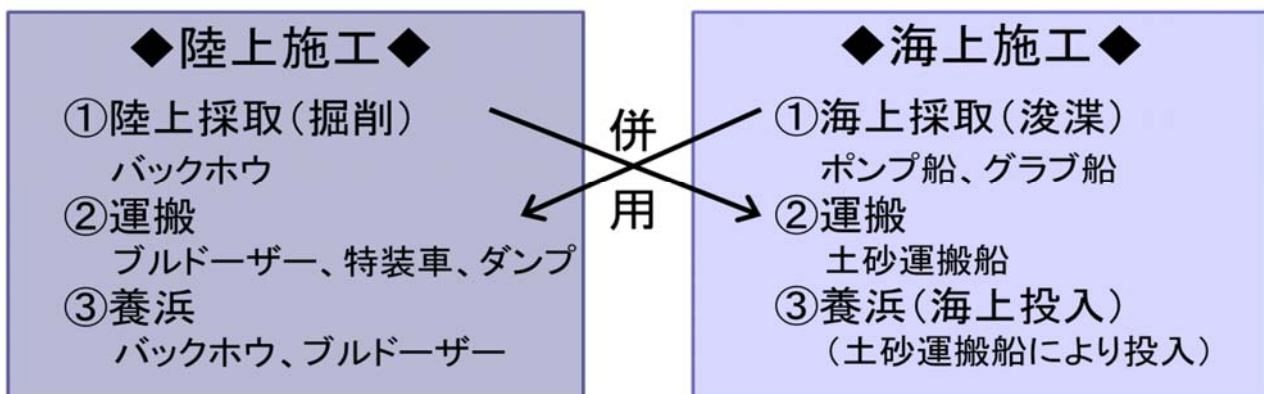 ◆陸上施工◆
①陸上採取(掘削)
バックホウ
②運搬
ブルドーザー、特装車、ダンプ
③養浜
バックホウ、ブルドーザー
併
用
◆海上施工◆
①海上採取(浚渫)
ポンプ船、グラブ船
②運搬
土砂運搬船
③養浜(海上投入)
(土砂運搬船により投入)